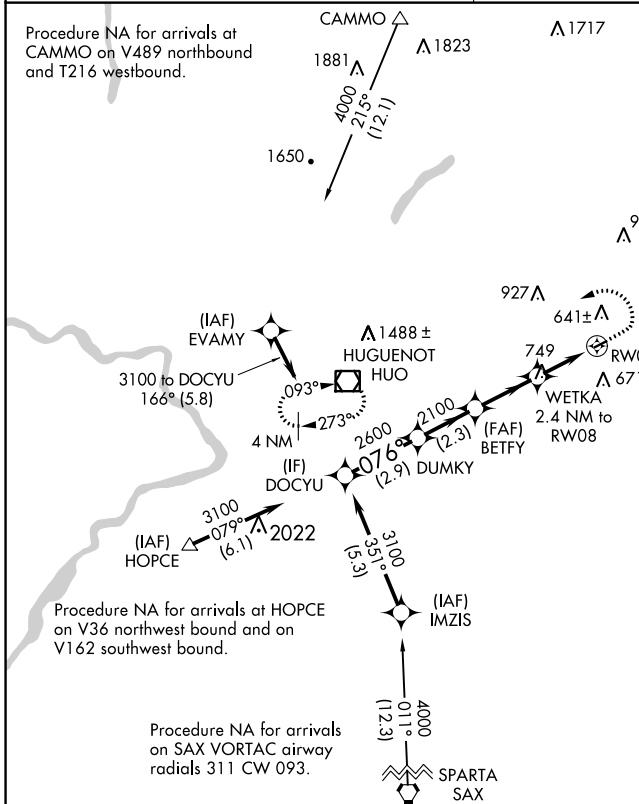 Procedure NA for arrivals at
CAMMO on V489 northbound
and T216 westbound.
CAMMO
1717
1823
1881
4000
215°
(12.1)
1650
9
927
641±
(IAF)
EVAMY
1488 ±
HUGUENOT
HUO
749
3100 to DOCYU
166° (5.8)
093°
273°
4 NM
671
WETKA
2.4 NM to
RW08
2100
(2.3)
(FAF)
BETFY
2600
076°
(2.9)
DUMKY
(IF)
DOCYU
3100
079°
(6.1)
2022
(IAF)
HOPCE
3100
351°
(5.3)
(IAF)
IMZIS
Procedure NA for arrivals at HOPCE
on V36 northwest bound and on
V162 southwest bound.
4000
011°
(12.3)
Procedure NA for arrivals
on SAX VORTAC airway
radials 311 CW 093.
SPARTA
SAX